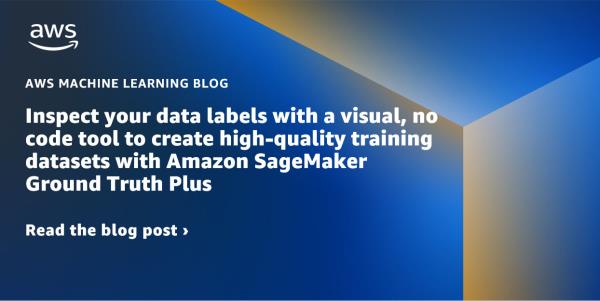 aws
AWS MACHINE LEARNING BLOG
Inspect your data labels with a visual, no
code tool to create high-quality training
datasets with Amazon SageMaker
Ground Truth Plus
Read the blog post ›